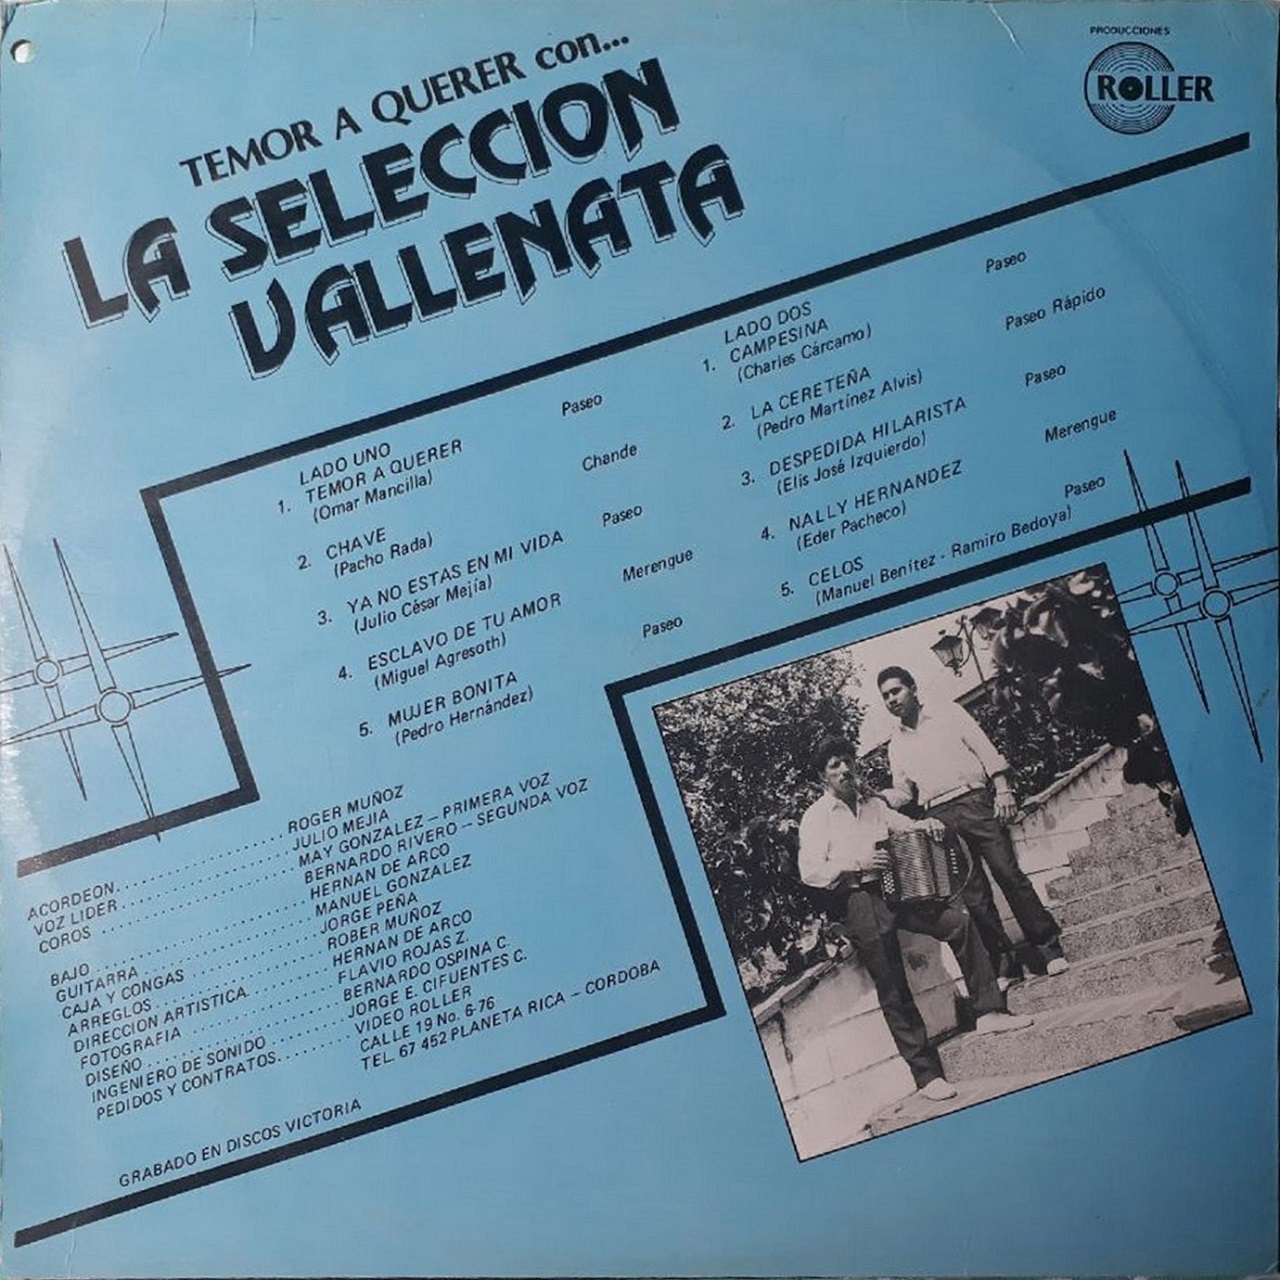 PRODUCCIONES
ROLLER
TEMOR A QUERER con...
LA SELECCION
VALLENATA
LADO UNO
1. TEMOR A QUERER Paseo
(Omar Mancilla)
2. CHAVE Chande
(Pacho Rada)
3. YA NO ESTAS EN MI VIDA Paseo
(Julio César Mejía)
4. ESCLAVO DE TU AMOR Merengue
(Miguel Agresoth)
5. MUJER BONITA Paseo
(Pedro Hernández)
LADO DOS
1. CAMPESINA Paseo
(Charles Cárcamo)
2. LA CERETEÑA Paseo Rápido
(Pedro Martínez Alvis)
3. DESPEDIDA HILARISTA Paseo
(Elis José Izquierdo)
4. NALLY HERNANDEZ Merengue
(Eder Pacheco)
5. CELOS Paseo
(Manuel Benítez - Ramiro Bedoya)
ACORDEON.................... ROGER MUÑOZ
VOZ LIDER.................... JULIO MEJIA
COROS .................... MAY GONZALEZ – PRIMERA VOZ
BERNARDO RIVERO – SEGUNDA VOZ
BAJO .................... HERNAN DE ARCO
GUITARRA .................... MANUEL GONZALEZ
CAJA Y CONGAS .................... JORGE PEÑA
ARREGLOS.................... ROBER MUÑOZ
DIRECCION ARTISTICA.................... HERNAN DE ARCO
FOTOGRAFIA .................... FLAVIO ROJAS Z.
DISEÑO .................... BERNARDO OSPINA C.
INGENIERO DE SONIDO .................... JORGE E. CIFUENTES C.
PEDIDOS Y CONTRATOS.................... VIDEO ROLLER
CALLE 19 No. 6-76
TEL. 67 452 PLANETA RICA – CORDOBA
GRABADO EN DISCOS VICTORIA